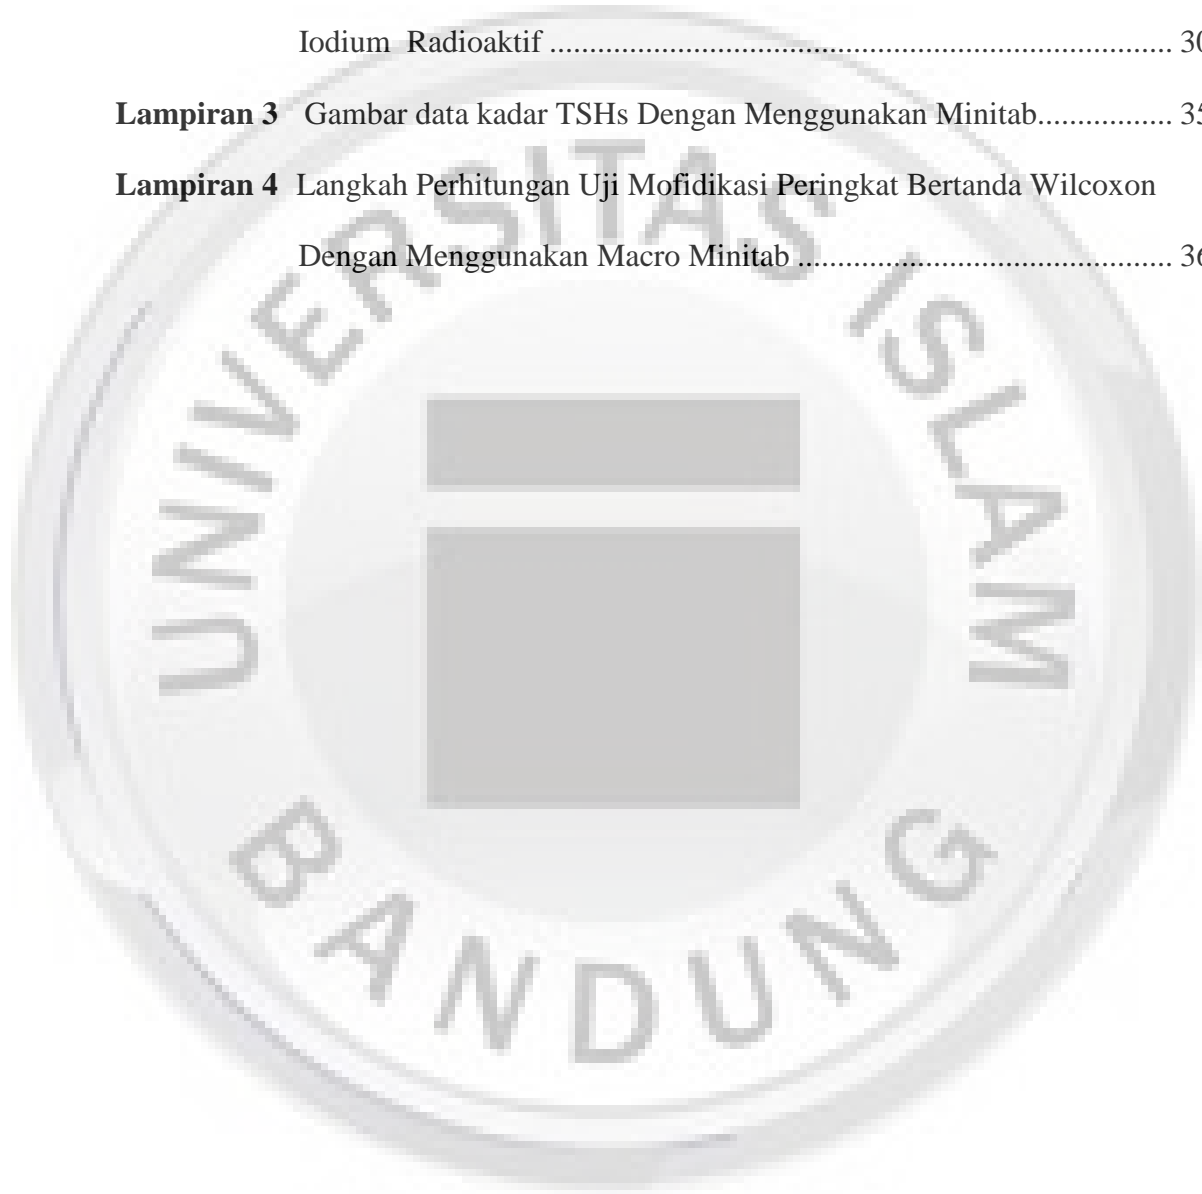 Iodium Radioaktif ........................................................................... 30
Lampiran 3 Gambar data kadar TSHs Dengan Menggunakan Minitab................ 35
Lampiran 4 Langkah Perhitungan Uji Mofidikasi Peringkat Bertanda Wilcoxon
Dengan Menggunakan Macro Minitab ............................................. 36
UNIVERSITAS ISLAM
BANDUNG